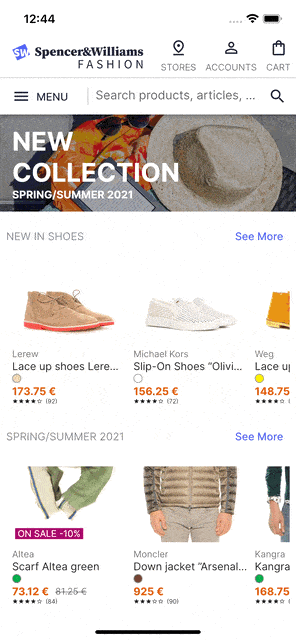 12:44
SW Spencer&Williams
FASHION
STORES ACCOUNTS CART
MENU Search products, articles, ...
NEW
COLLECTION
SPRING/SUMMER 2021
NEW IN SHOES See More
Lerew Michael Kors Weg
Lace up shoes Lere... Slip-On Shoes “Olivi... Lace up
173.75 € 156.25 € 148.75
(92) (72)
SPRING/SUMMER 2021 See More
ON SALE -10%
Altea Moncler Kangra
Scarf Altea green Down jacket “Arsenal... Kangra
73.12 € 81.25 € 925 € 168.75
(84) (90)